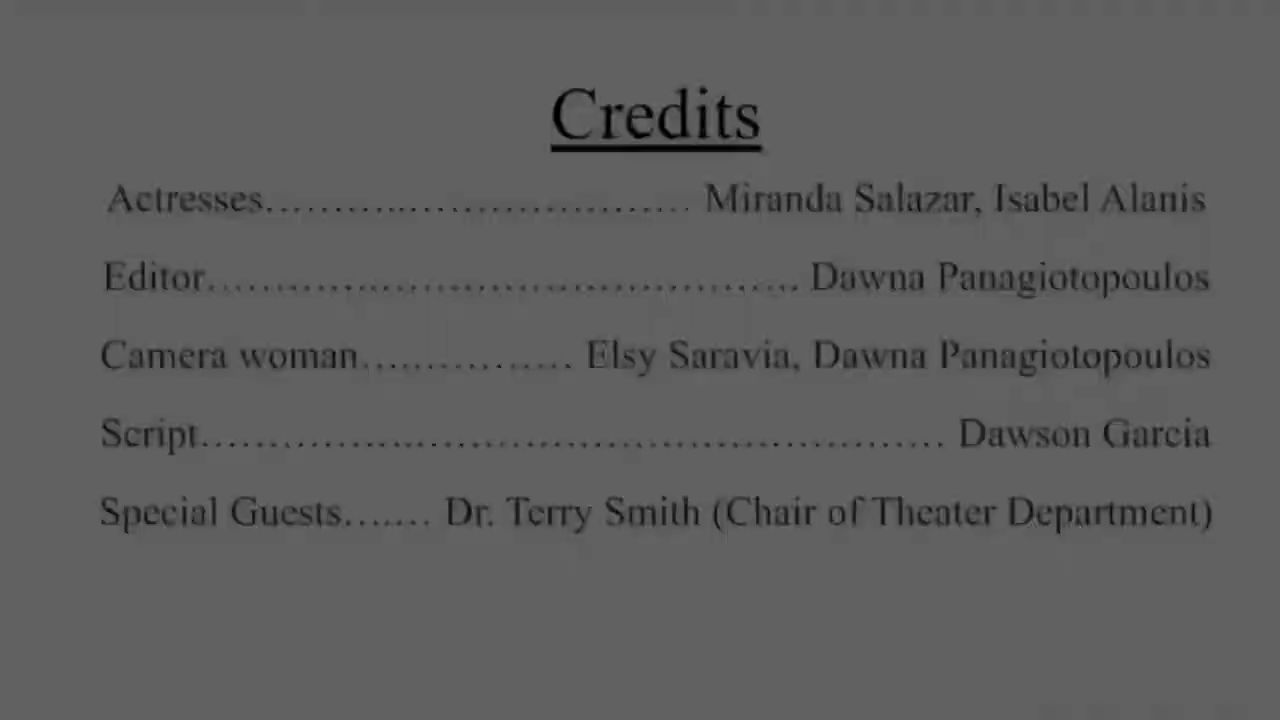 Credits
Actresses……………………………… Miranda Salazar, Isabel Alanis
Editor…………………………………………. Dawna Panagiotopoulos
Camera woman……………. Elsy Saravia, Dawna Panagiotopoulos
Script……………………………………………………. Dawson Garcia
Special Guests……. Dr. Terry Smith (Chair of Theater Department)